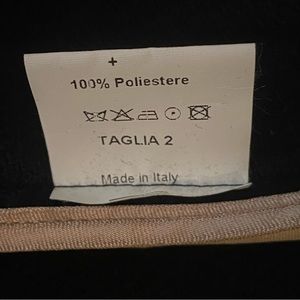 +
100% Poliestere
TAGLIA 2
Made in Italy